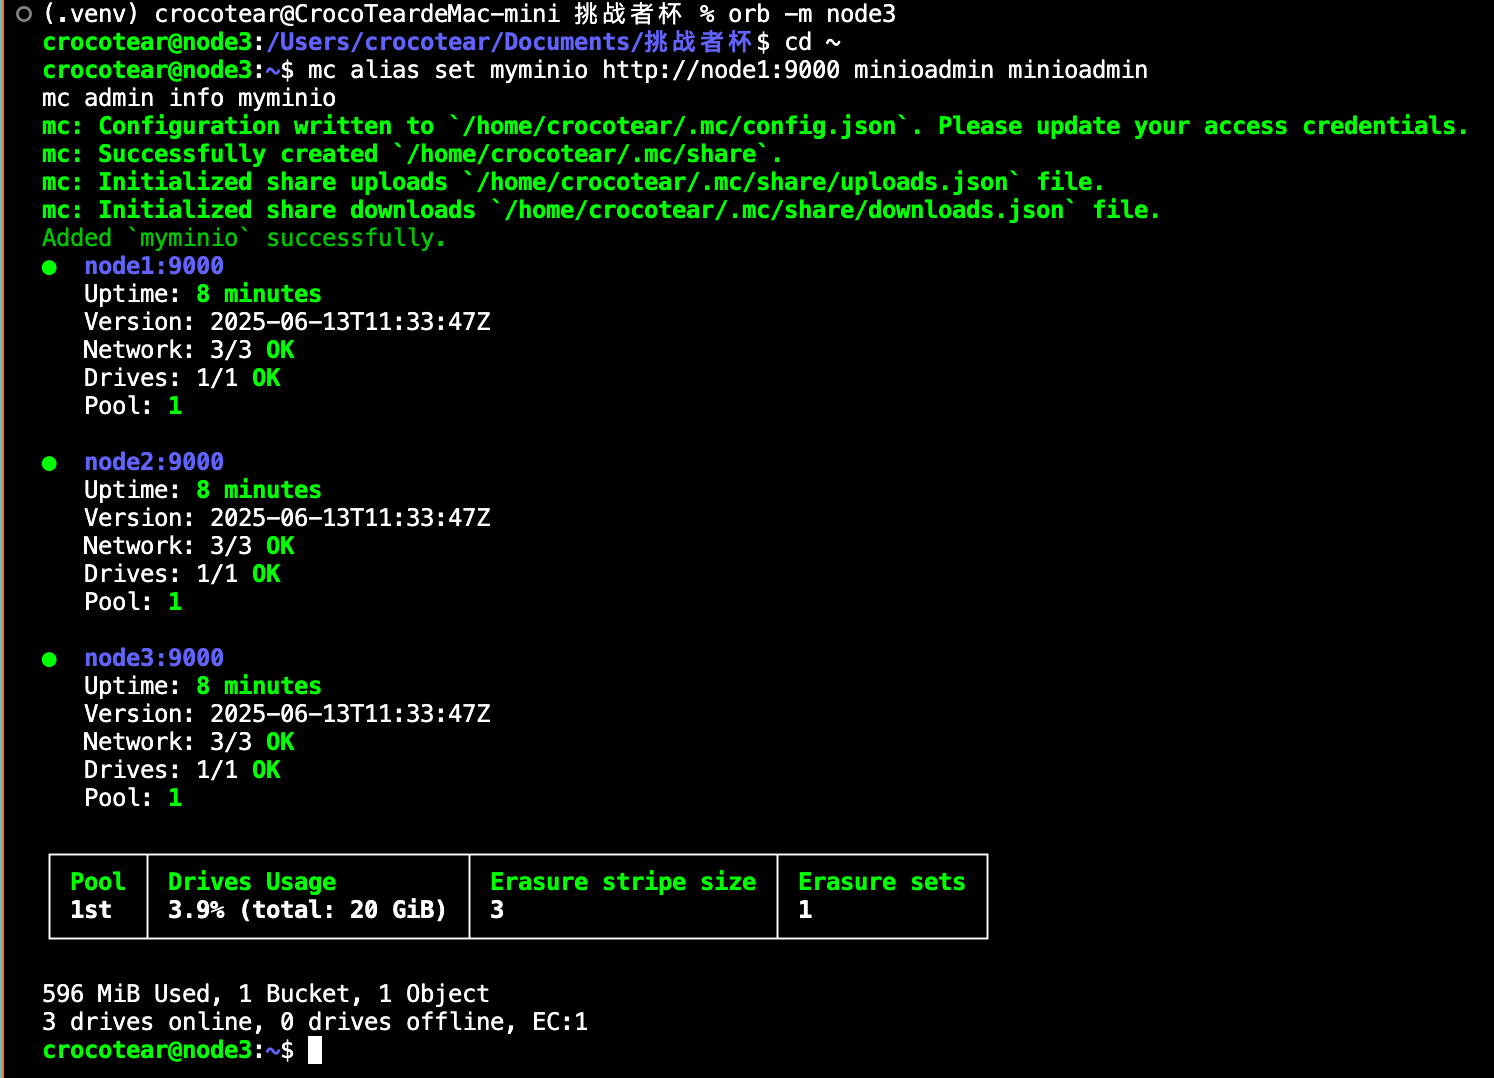 (.venv) crocotear@CrocoTeardeMac-mini 挑战者杯 % orb -m node3
crocotear@node3:/Users/crocotear/Documents/挑战者杯$ cd ~
crocotear@node3:~$ mc alias set myminio http://node1:9000 minioadmin minioadmin
mc admin info myminio
mc: Configuration written to `/home/crocotear/.mc/config.json`. Please update your access credentials.
mc: Successfully created `/home/crocotear/.mc/share`.
mc: Initialized share uploads `/home/crocotear/.mc/share/uploads.json` file.
mc: Initialized share downloads `/home/crocotear/.mc/share/downloads.json` file.
Added `myminio` successfully.
● node1:9000
Uptime: 8 minutes
Version: 2025-06-13T11:33:47Z
Network: 3/3 OK
Drives: 1/1 OK
Pool: 1
● node2:9000
Uptime: 8 minutes
Version: 2025-06-13T11:33:47Z
Network: 3/3 OK
Drives: 1/1 OK
Pool: 1
● node3:9000
Uptime: 8 minutes
Version: 2025-06-13T11:33:47Z
Network: 3/3 OK
Drives: 1/1 OK
Pool: 1
Pool Drives Usage Erasure stripe size Erasure sets
1st 3.9% (total: 20 GiB) 3 1
596 MiB Used, 1 Bucket, 1 Object
3 drives online, 0 drives offline, EC:1
crocotear@node3:~$